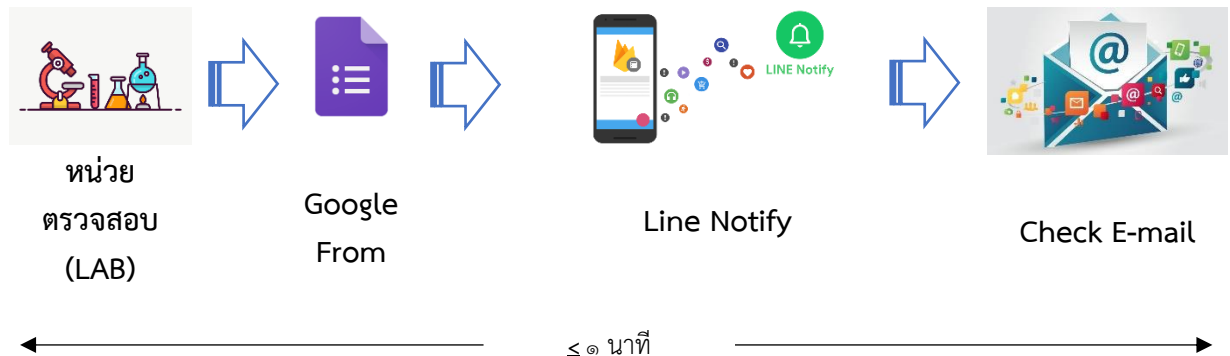 LINE Notify
หน่วย
ตรวจสอบ
(LAB)
Google
From
Line Notify
Check E-mail
≤ ๑ นาที